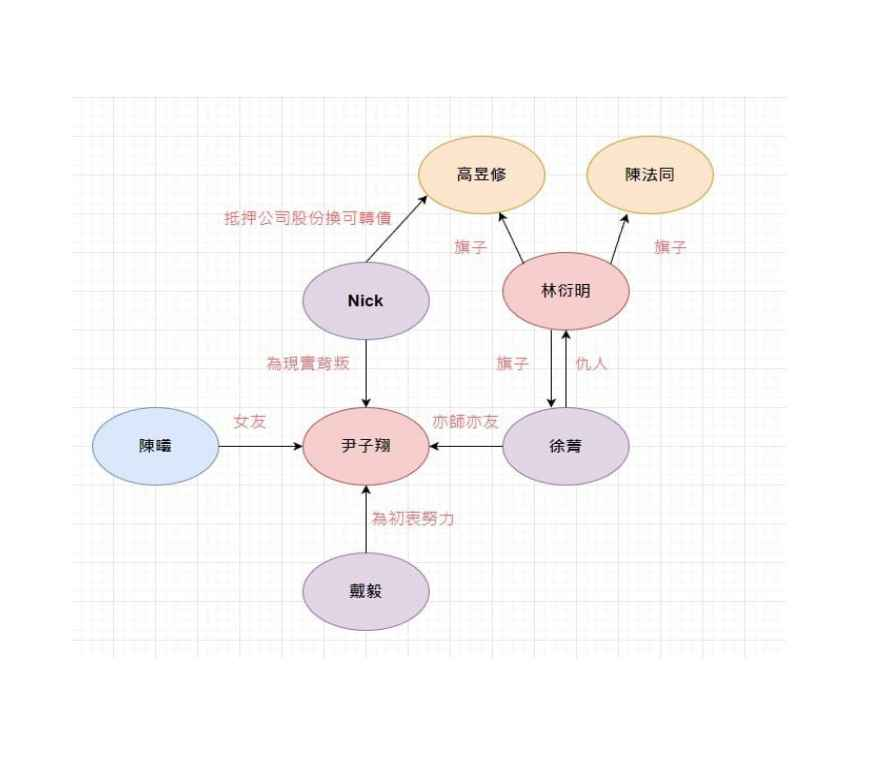 高昱修
陳法同
抵押公司股份換可轉債
旗子
旗子
林衍明
Nick
為現實背叛
旗子
仇人
女友
亦師亦友
陳曦
尹子翔
徐菁
為初衷努力
戴毅